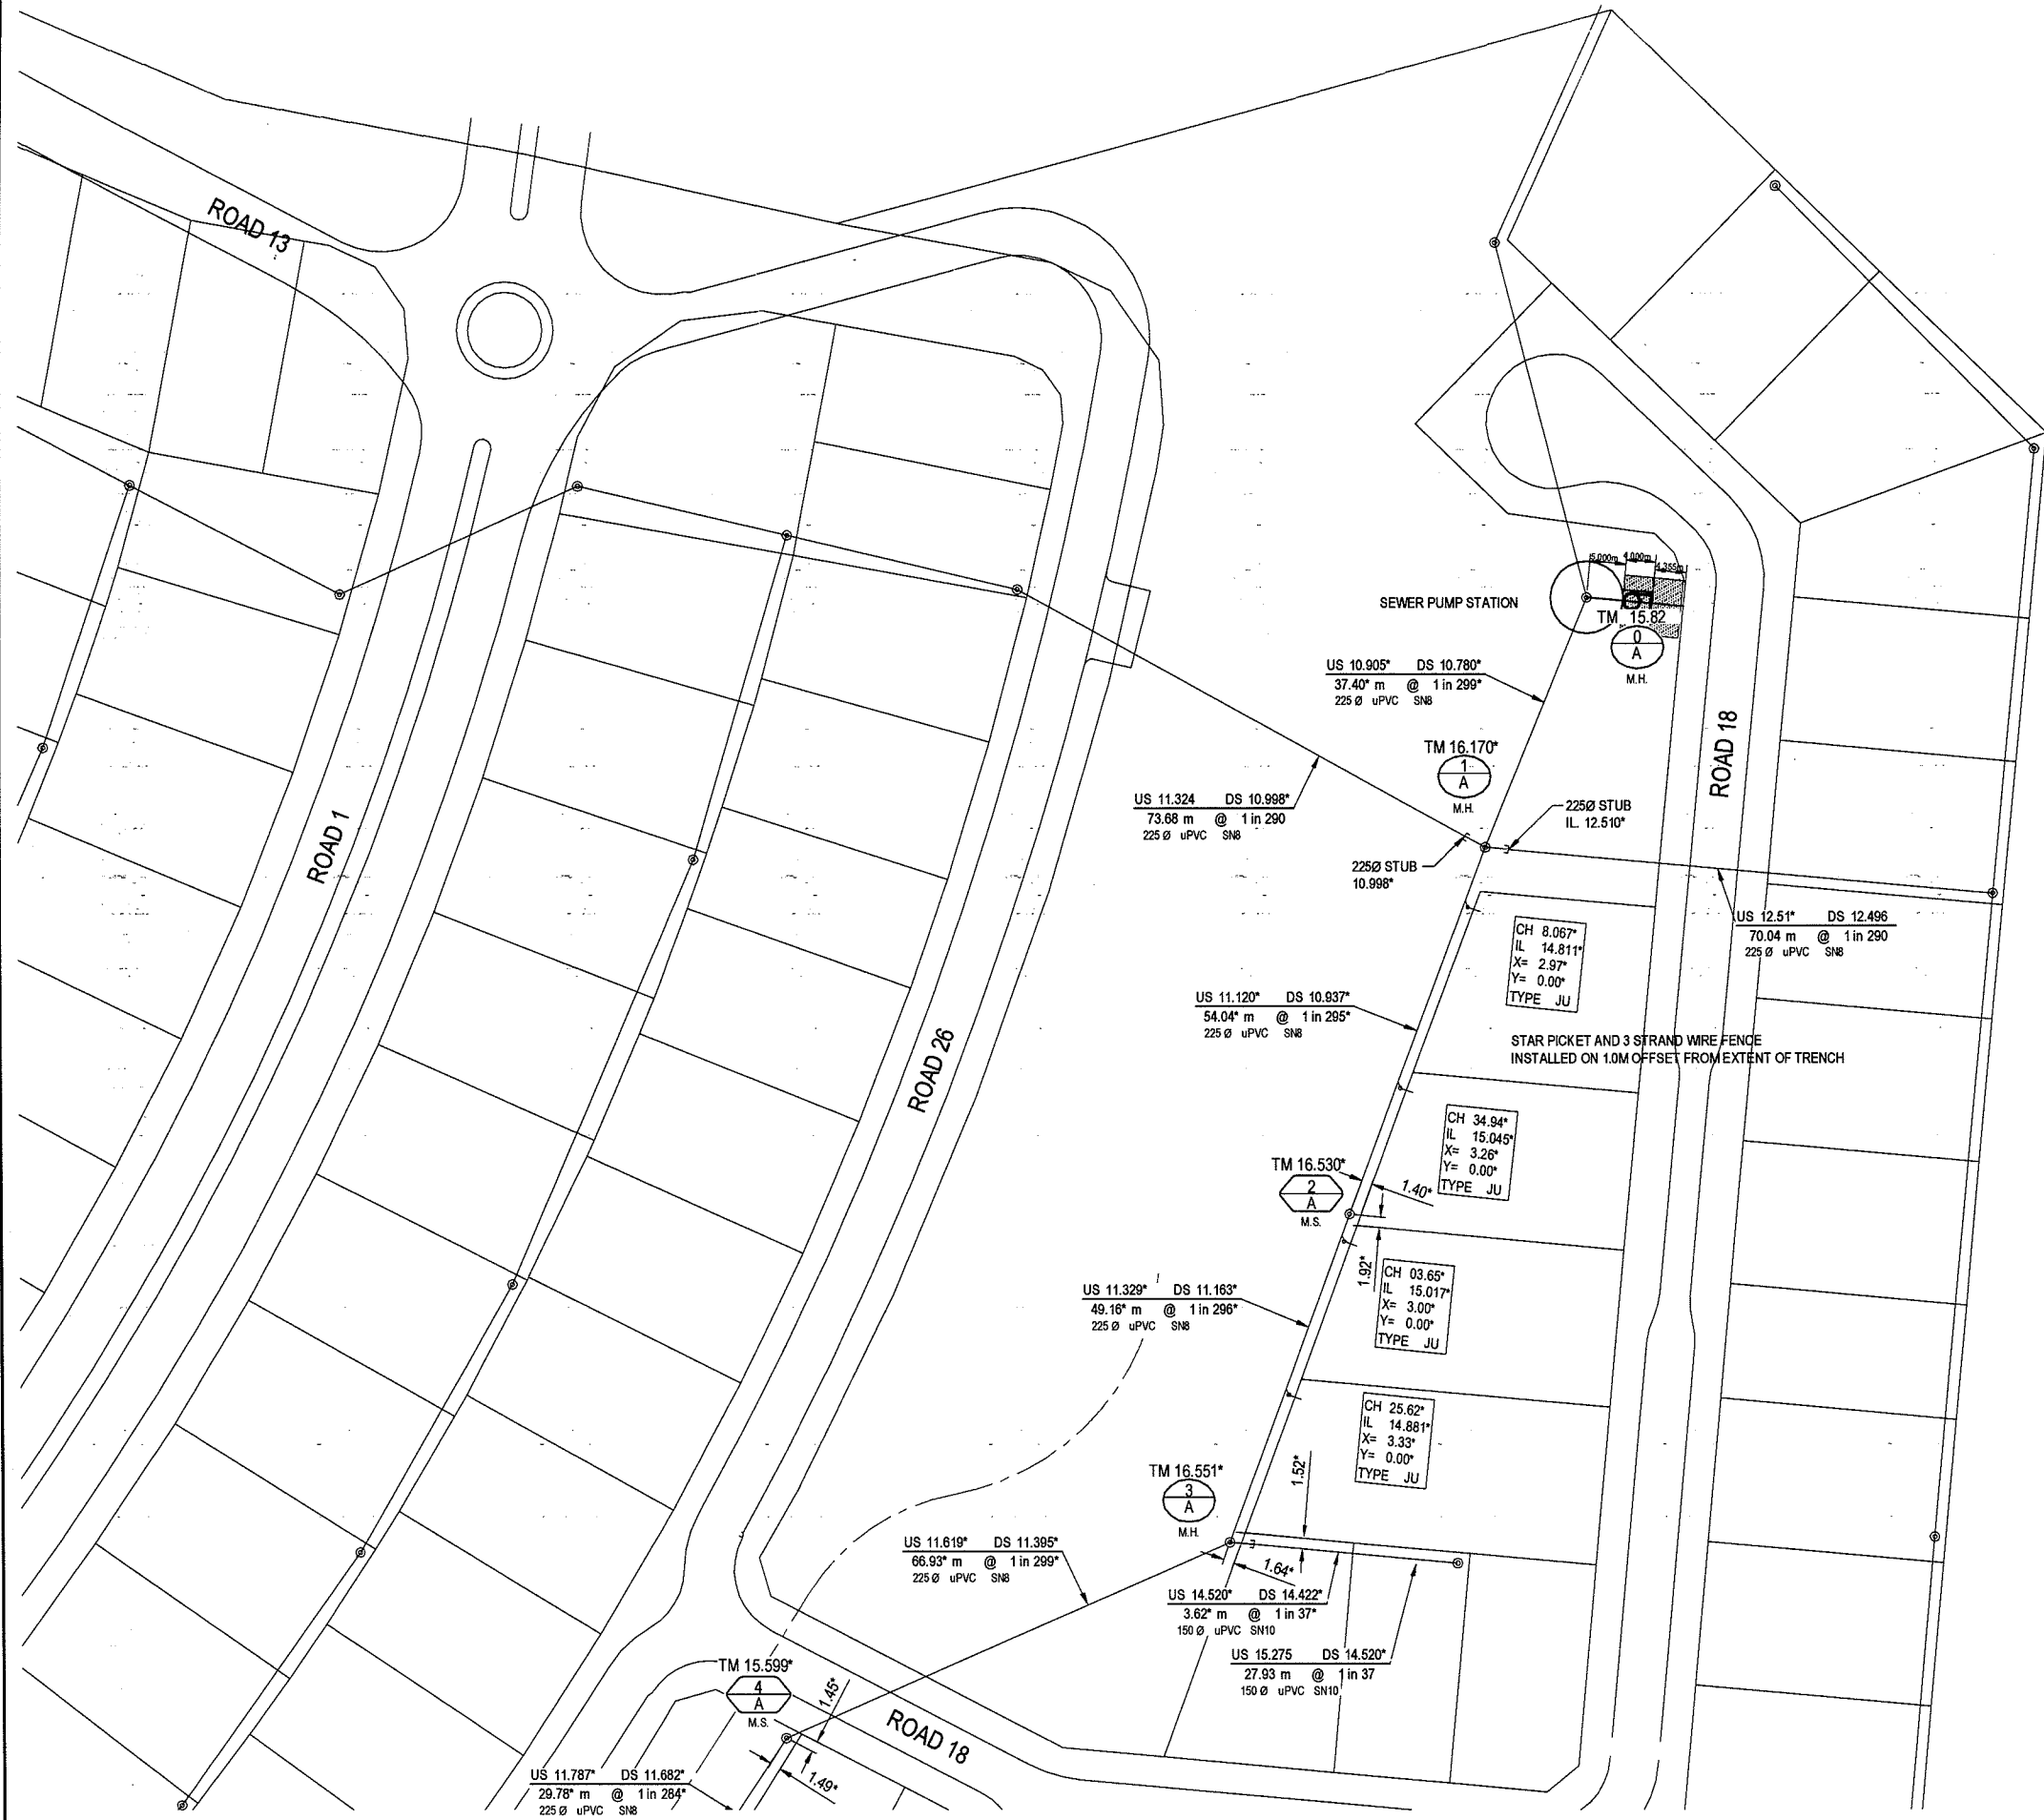 ROAD 13
5.000m
4.000m
4.355m
SEWER PUMP STATION
TM 15.82
0
A
M.H.
US 10.905* DS 10.780*
37.40* m @ 1 in 299*
225 Ø uPVC SN8
ROAD 18
TM 16.170*
1
A
M.H.
US 11.324 DS 10.998*
73.68 m @ 1 in 290
225 Ø uPVC SN8
225Ø STUB
IL 12.510*
225Ø STUB
10.998*
ROAD 1
US 12.51* DS 12.496
70.04 m @ 1 in 290
225 Ø uPVC SN8
CH 8.067*
IL 14.811*
X= 2.97*
Y= 0.00*
TYPE JU
US 11.120* DS 10.937*
54.04* m @ 1 in 295*
225 Ø uPVC SN8
STAR PICKET AND 3 STRAND WIRE FENCE
INSTALLED ON 1.0M OFFSET FROM EXTENT OF TRENCH
ROAD 26
CH 34.94*
IL 15.045*
X= 3.26*
Y= 0.00*
TYPE JU
TM 16.530*
2
A
M.S.
1.40*
1.92*
CH 03.65*
IL 15.017*
X= 3.00*
Y= 0.00*
TYPE JU
US 11.329* DS 11.163*
49.16* m @ 1 in 296*
225 Ø uPVC SN8
CH 25.62*
IL 14.881*
X= 3.33*
Y= 0.00*
TYPE JU
TM 16.551*
3
A
M.H.
1.52*
US 11.619* DS 11.395*
66.93* m @ 1 in 299*
225 Ø uPVC SN8
1.64*
US 14.520* DS 14.422*
3.62* m @ 1 in 37*
150 Ø uPVC SN10
US 15.275 DS 14.520*
27.93 m @ 1 in 37
150 Ø uPVC SN10
TM 15.599*
4
A
M.S.
1.45*
ROAD 18
1.49*
US 11.787* DS 11.682*
29.78* m @ 1 in 284*
225 Ø uPVC SN8